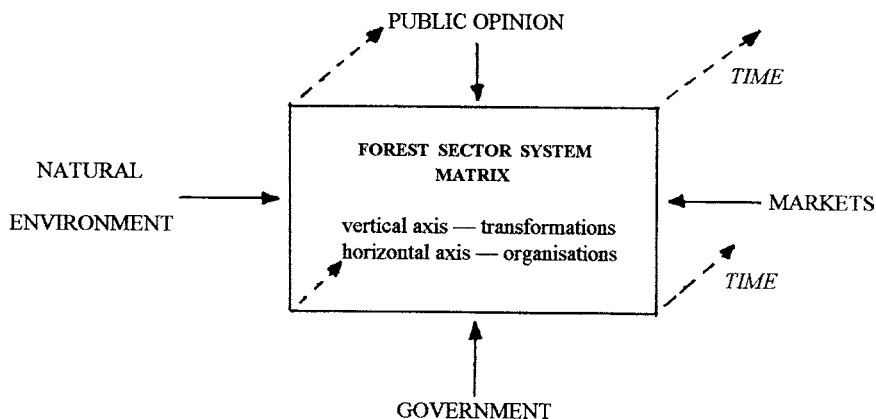 PUBLIC OPINION
TIME
FOREST SECTOR SYSTEM
MATRIX
NATURAL
ENVIRONMENT
vertical axis — transformations
horizontal axis — organisations
MARKETS
TIME
GOVERNMENT